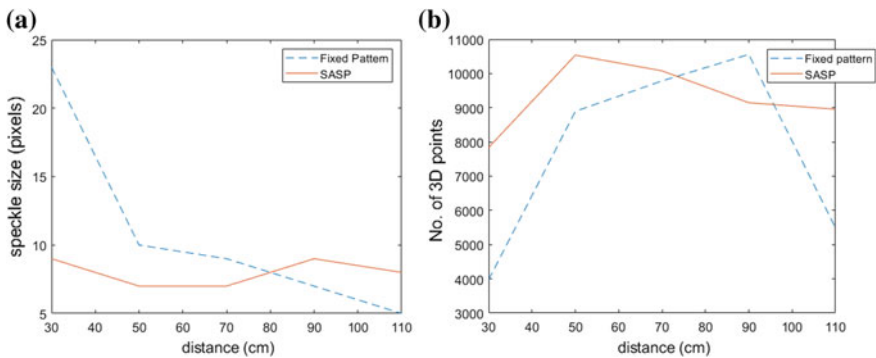 (a)
25
20
15
10
5
speckle size (pixels)
Fixed Pattern
SASP
30 40 50 60 70 80 90 100 110
distance (cm)
(b)
11000
10000
9000
8000
7000
6000
5000
4000
3000
No. of 3D points
Fixed pattern
SASP
30 40 50 60 70 80 90 100 110
distance (cm)